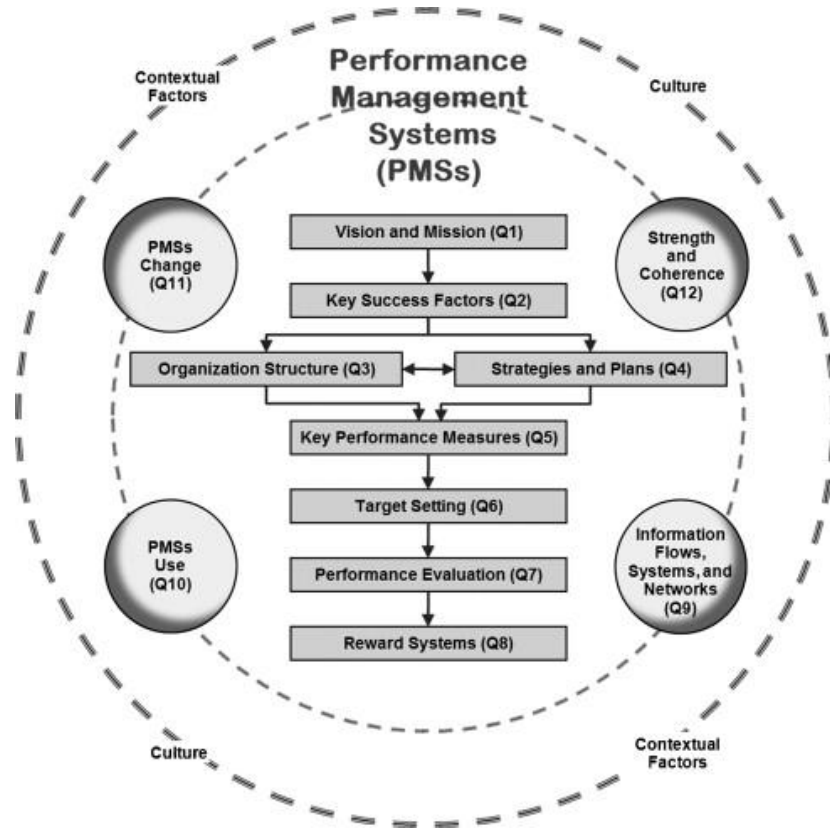 Performance
Management
Systems
(PMSs)
Contextual
Factors
Culture
PMSs
Change
(Q11)
Strength
and
Coherence
(Q12)
Vision and Mission (Q1)
Key Success Factors (Q2)
Organization Structure (Q3)
Strategies and Plans (Q4)
Key Performance Measures (Q5)
Target Setting (Q6)
Performance Evaluation (Q7)
Reward Systems (Q8)
PMSs
Use
(Q10)
Information
Flows,
Systems, and
Networks
(Q9)
Culture
Contextual
Factors